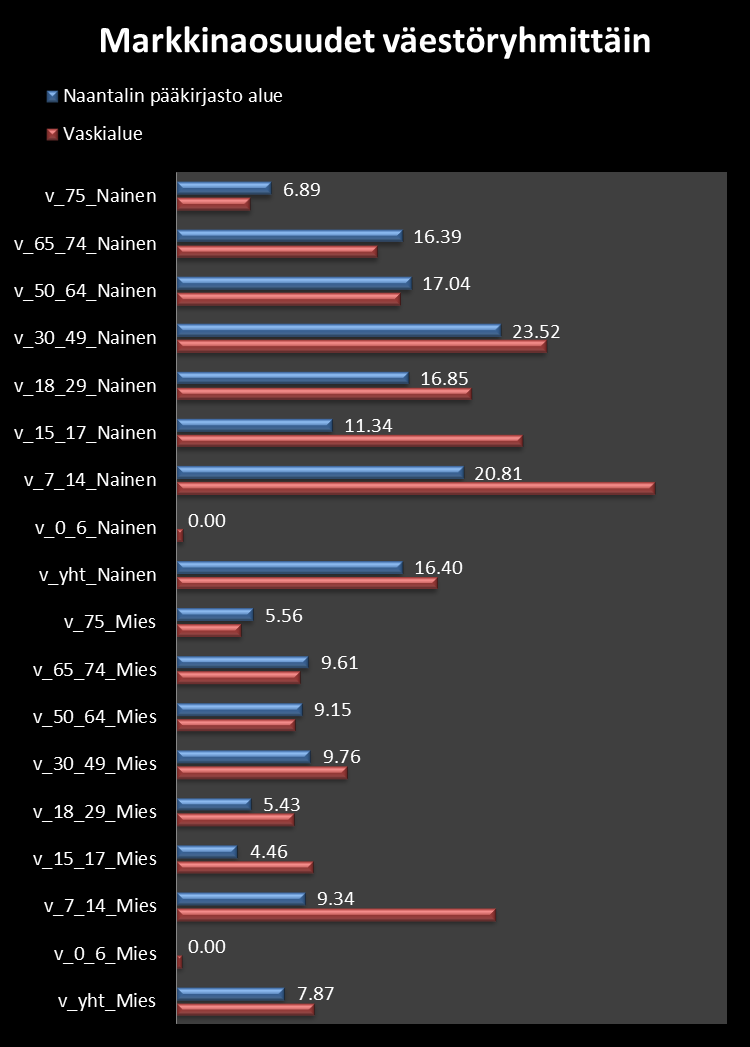 Markkinaosuudet väestöryhmittäin
Naantalin pääkirjasto alue
Vaskialue
v_75_Nainen 6.89
v_65_74_Nainen 16.39
v_50_64_Nainen 17.04
v_30_49_Nainen 23.52
v_18_29_Nainen 16.85
v_15_17_Nainen 11.34
v_7_14_Nainen 20.81
v_0_6_Nainen 0.00
v_yht_Nainen 16.40
v_75_Mies 5.56
v_65_74_Mies 9.61
v_50_64_Mies 9.15
v_30_49_Mies 9.76
v_18_29_Mies 5.43
v_15_17_Mies 4.46
v_7_14_Mies 9.34
v_0_6_Mies 0.00
v_yht_Mies 7.87